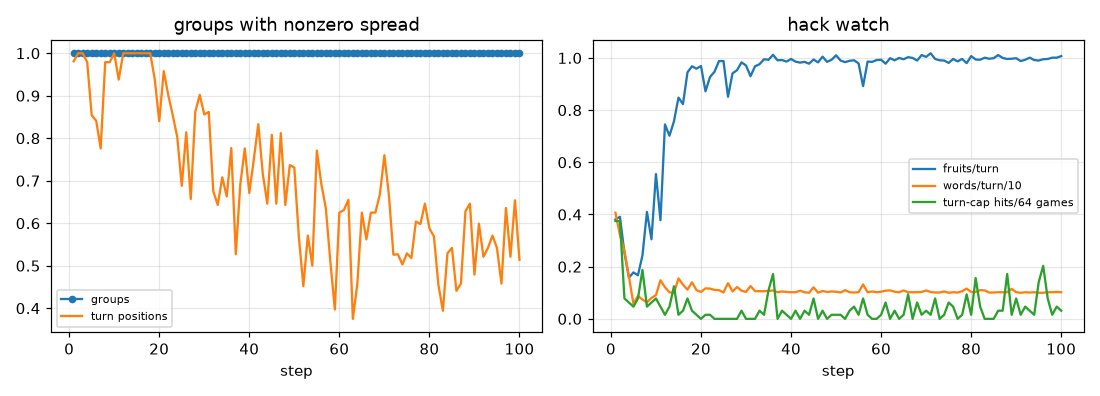 groups with nonzero spread
1.0
0.9
0.8
0.7
0.6
0.5
0.4
groups
turn positions
0
20
40
60
80
100
step
hack watch
1.0
0.8
0.6
0.4
0.2
0.0
fruits/turn
words/turn/10
turn-cap hits/64 games
0
20
40
60
80
100
step